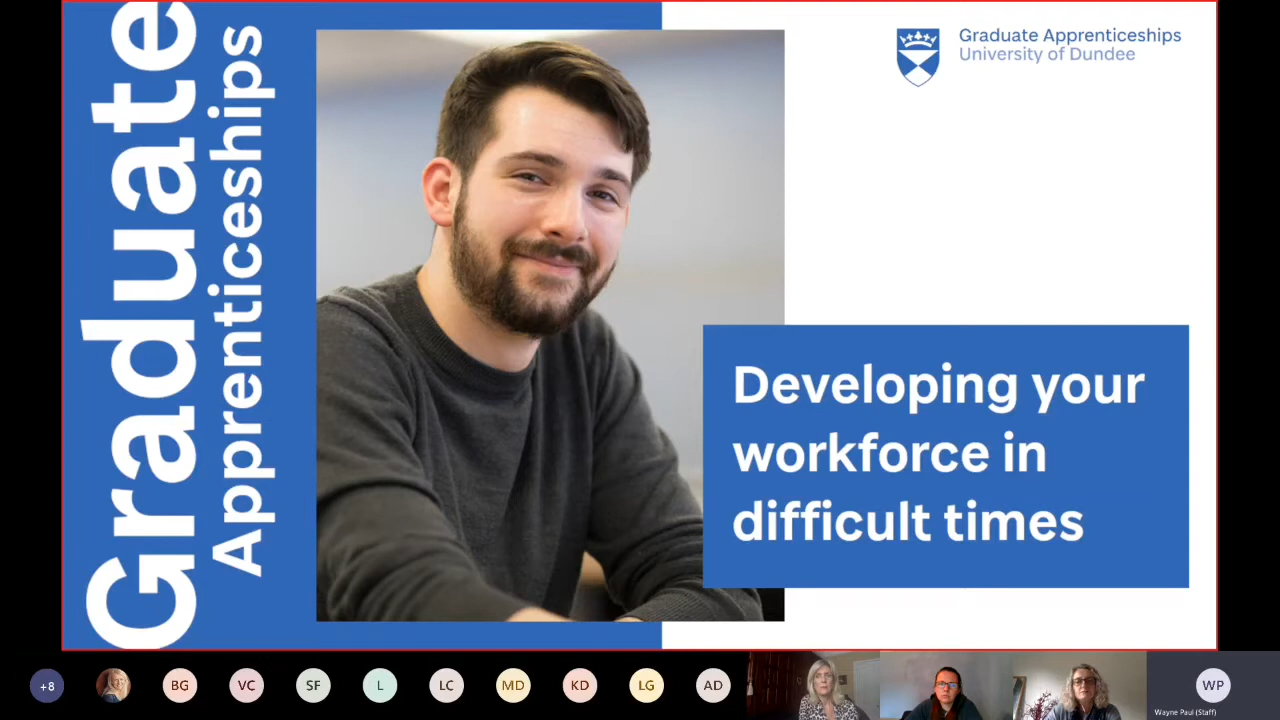 Graduate
Apprenticeships
Graduate Apprenticeships
University of Dundee
Developing your
workforce in
difficult times
+8
BG
VC
SF
L
LC
MD
KD
LG
AD
WP
Wayne Paul (Staff)